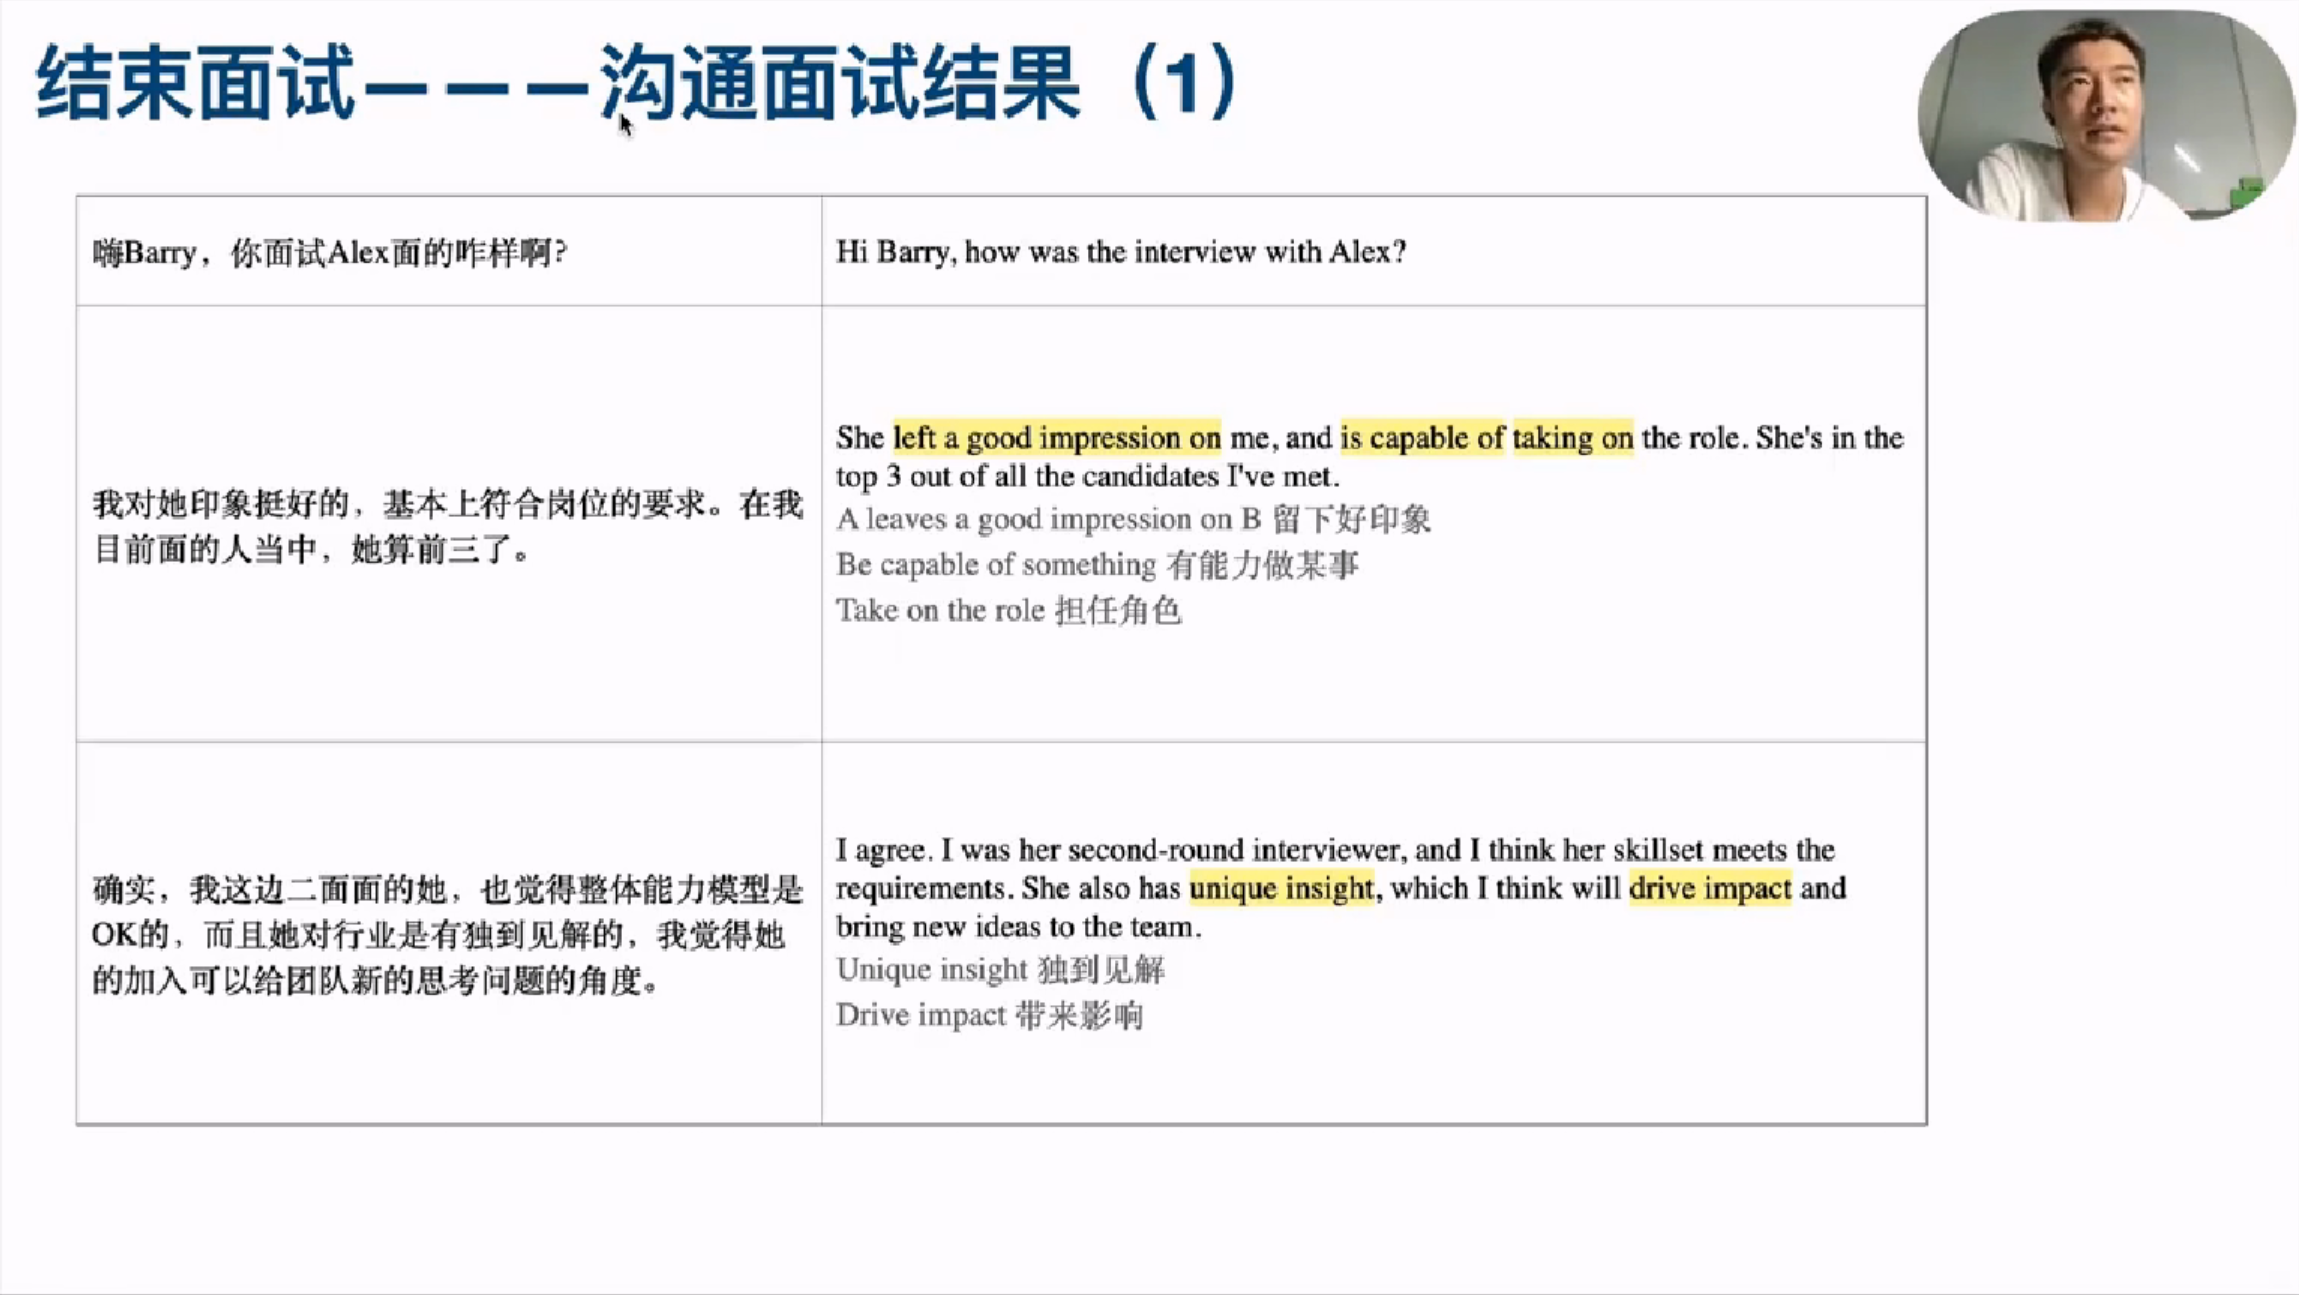 结束面试———沟通面试结果（1）
嗨Barry，你面试Alex面的咋样啊?
Hi Barry, how was the interview with Alex?
我对她印象挺好的，基本上符合岗位的要求。在我
目前面的人当中，她算前三了。
She left a good impression on me, and is capable of taking on the role. She's in the
top 3 out of all the candidates I've met.
A leaves a good impression on B 留下好印象
Be capable of something 有能力做某事
Take on the role 担任角色
确实，我这边二面面的她，也觉得整体能力模型是
OK的，而且她对行业是有独到见解的，我觉得她
的加入可以给团队新的思考问题的角度。
I agree. I was her second-round interviewer, and I think her skillset meets the
requirements. She also has unique insight, which I think will drive impact and
bring new ideas to the team.
Unique insight 独到见解
Drive impact 带来影响